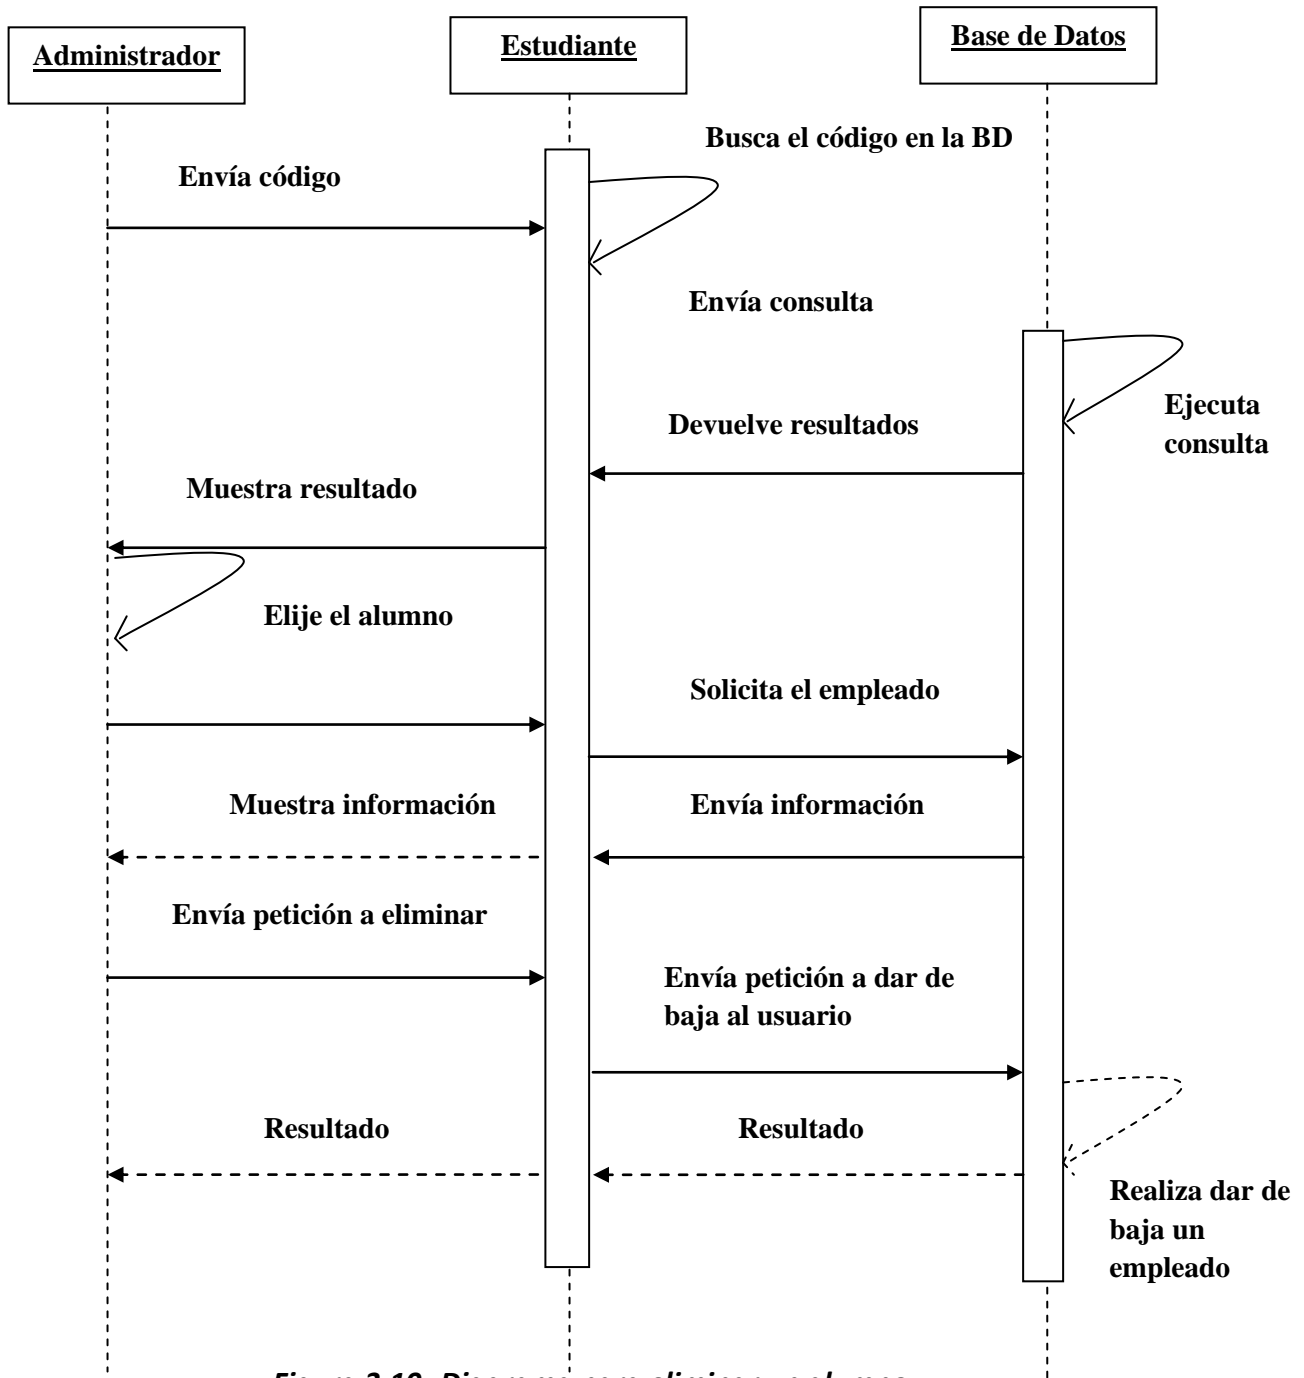 Administrador
Estudiante
Base de Datos
Busca el código en la BD
Envía código
Envía consulta
Ejecuta
consulta
Devuelve resultados
Muestra resultado
Elije el alumno
Solicita el empleado
Muestra información
Envía información
Envía petición a eliminar
Envía petición a dar de
baja al usuario
Resultado
Resultado
Realiza dar de
baja un
empleado